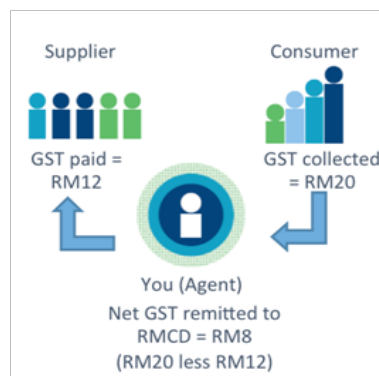 Supplier
Consumer
GST paid =
RM12
GST collected
= RM20
You (Agent)
Net GST remitted to
RMCD = RM8
(RM20 less RM12)